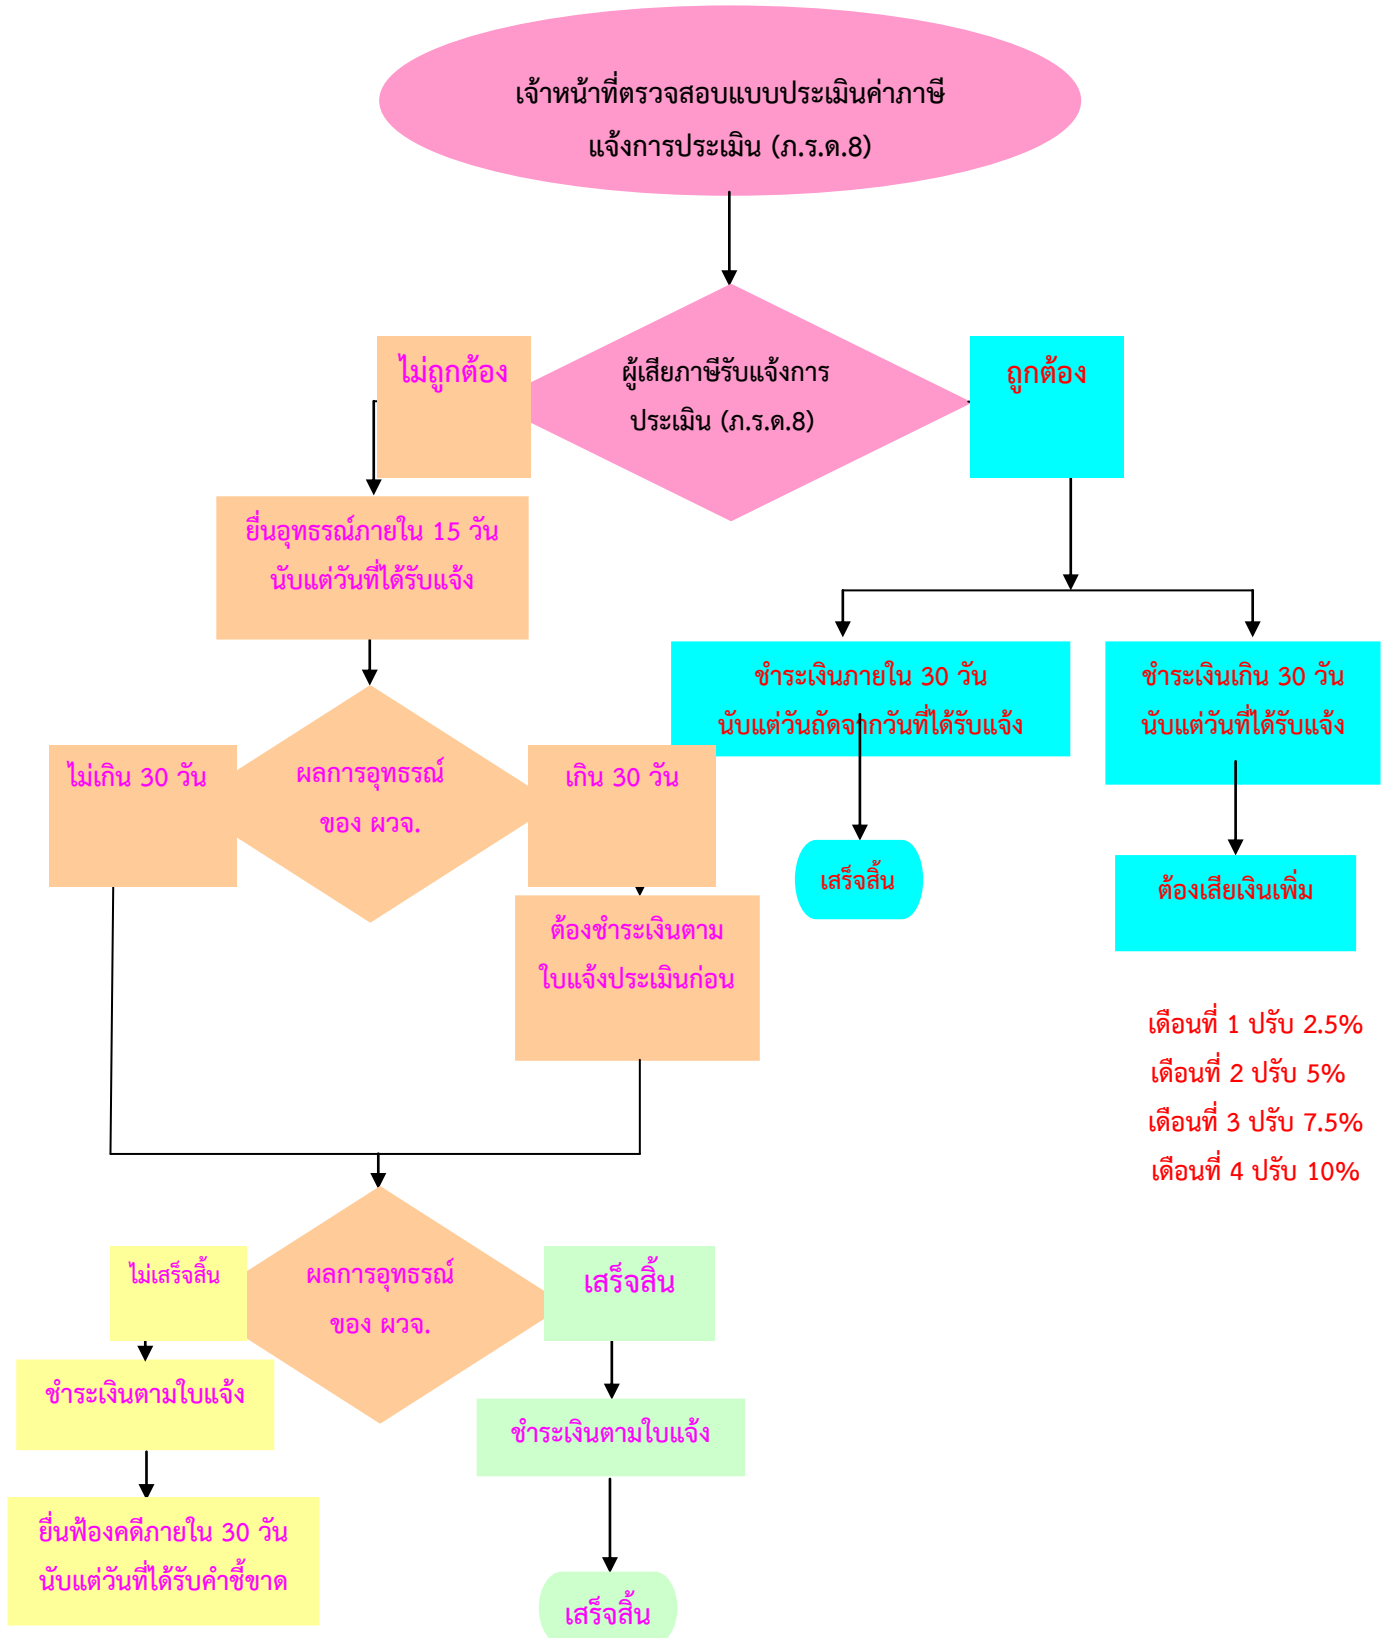 เจ้าหน้าที่ตรวจสอบแบบประเมินค่าภาษี
แจ้งการประเมิน (ภ.ร.ด.8)
ผู้เสียภาษีรับแจ้งการ
ประเมิน (ภ.ร.ด.8)
ไม่ถูกต้อง
ถูกต้อง
ยื่นอุทธรณ์ภายใน 15 วัน
นับแต่วันที่ได้รับแจ้ง
ชำระเงินภายใน 30 วัน
นับแต่วันถัดจากวันที่ได้รับแจ้ง
ชำระเงินเกิน 30 วัน
นับแต่วันที่ได้รับแจ้ง
ไม่เกิน 30 วัน
ผลการอุทธรณ์
ของ ผวจ.
เกิน 30 วัน
เสร็จสิ้น
ต้องเสียเงินเพิ่ม
ต้องชำระเงินตาม
ใบแจ้งประเมินก่อน
เดือนที่ 1 ปรับ 2.5%
เดือนที่ 2 ปรับ 5%
เดือนที่ 3 ปรับ 7.5%
เดือนที่ 4 ปรับ 10%
ไม่เสร็จสิ้น
ผลการอุทธรณ์
ของ ผวจ.
เสร็จสิ้น
ชำระเงินตามใบแจ้ง
ชำระเงินตามใบแจ้ง
ยื่นฟ้องคดีภายใน 30 วัน
นับแต่วันที่ได้รับคำชี้ขาด
เสร็จสิ้น